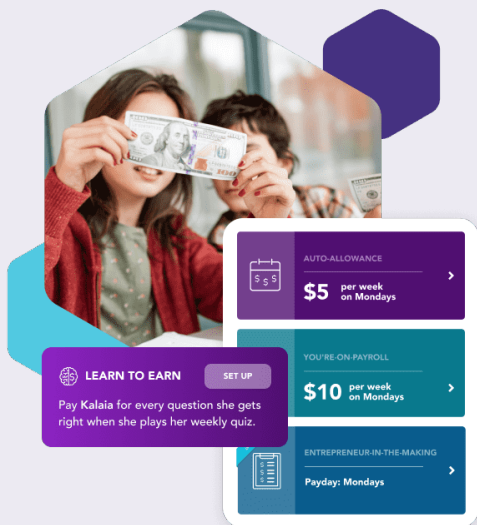 100
AUTO-ALLOWANCE
$5 per week
on Mondays
YOU'RE-ON-PAYROLL
$10 per week
on Mondays
LEARN TO EARN
SET UP
Pay Kalaia for every question she gets
right when she plays her weekly quiz.
ENTREPRENEUR-IN-THE-MAKING
Payday: Mondays